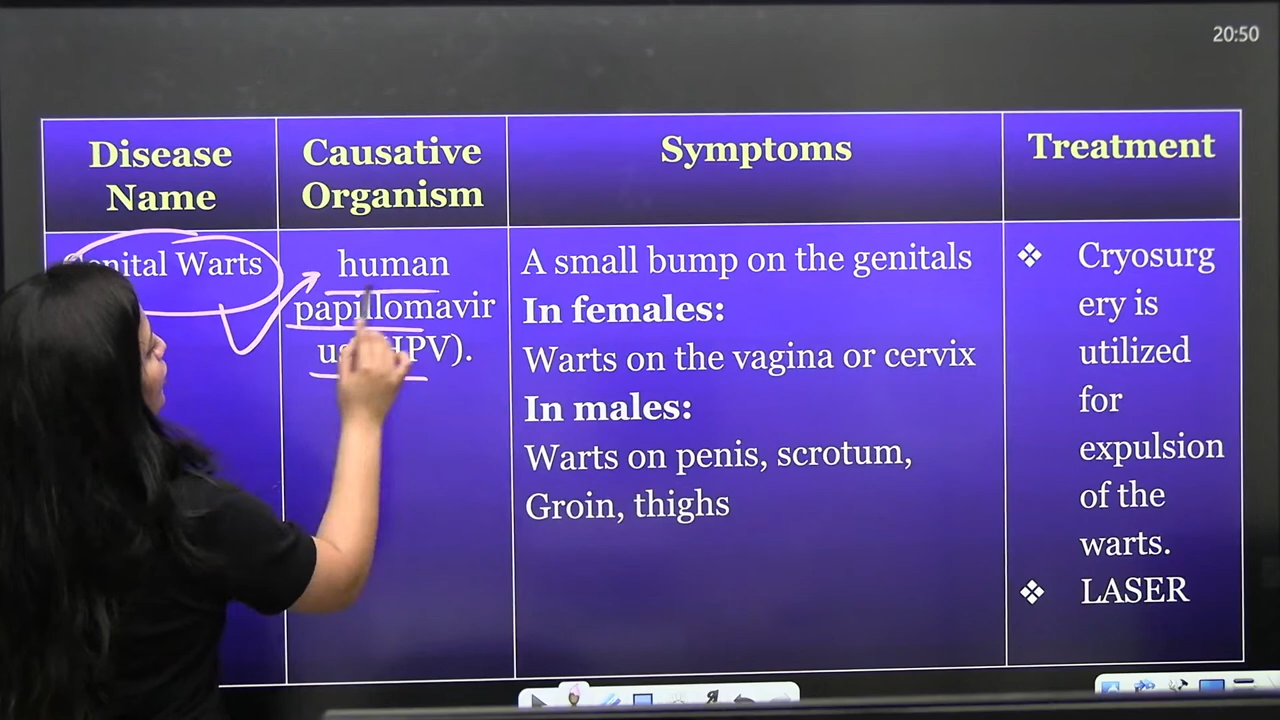 20:50
Disease
Name
Causative
Organism
Symptoms
Treatment
Warts
human
papillomavir
A small bump on the genitals
In females:
Warts on the vagina or cervix
In males:
Warts on penis, scrotum,
Groin, thighs
❖ Cryosurg
ery is
utilized
for
expulsion
of the
warts.
❖ LASER